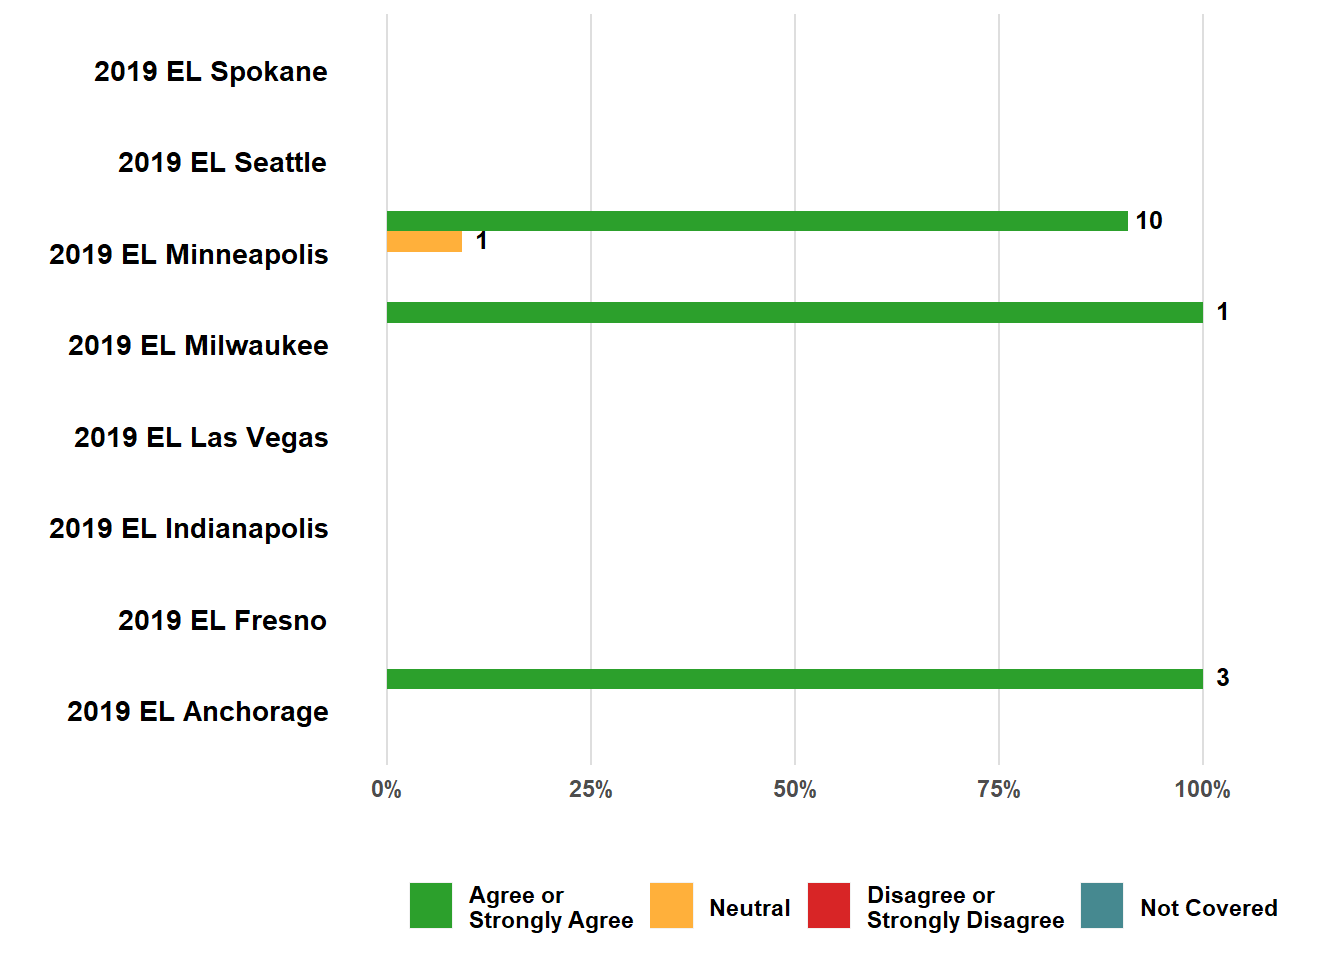 2019 EL Spokane
2019 EL Seattle
10
1
2019 EL Minneapolis
1
2019 EL Milwaukee
2019 EL Las Vegas
2019 EL Indianapolis
2019 EL Fresno
3
2019 EL Anchorage
0% 25% 50% 75% 100%
Agree or
Strongly Agree
Neutral
Disagree or
Strongly Disagree
Not Covered